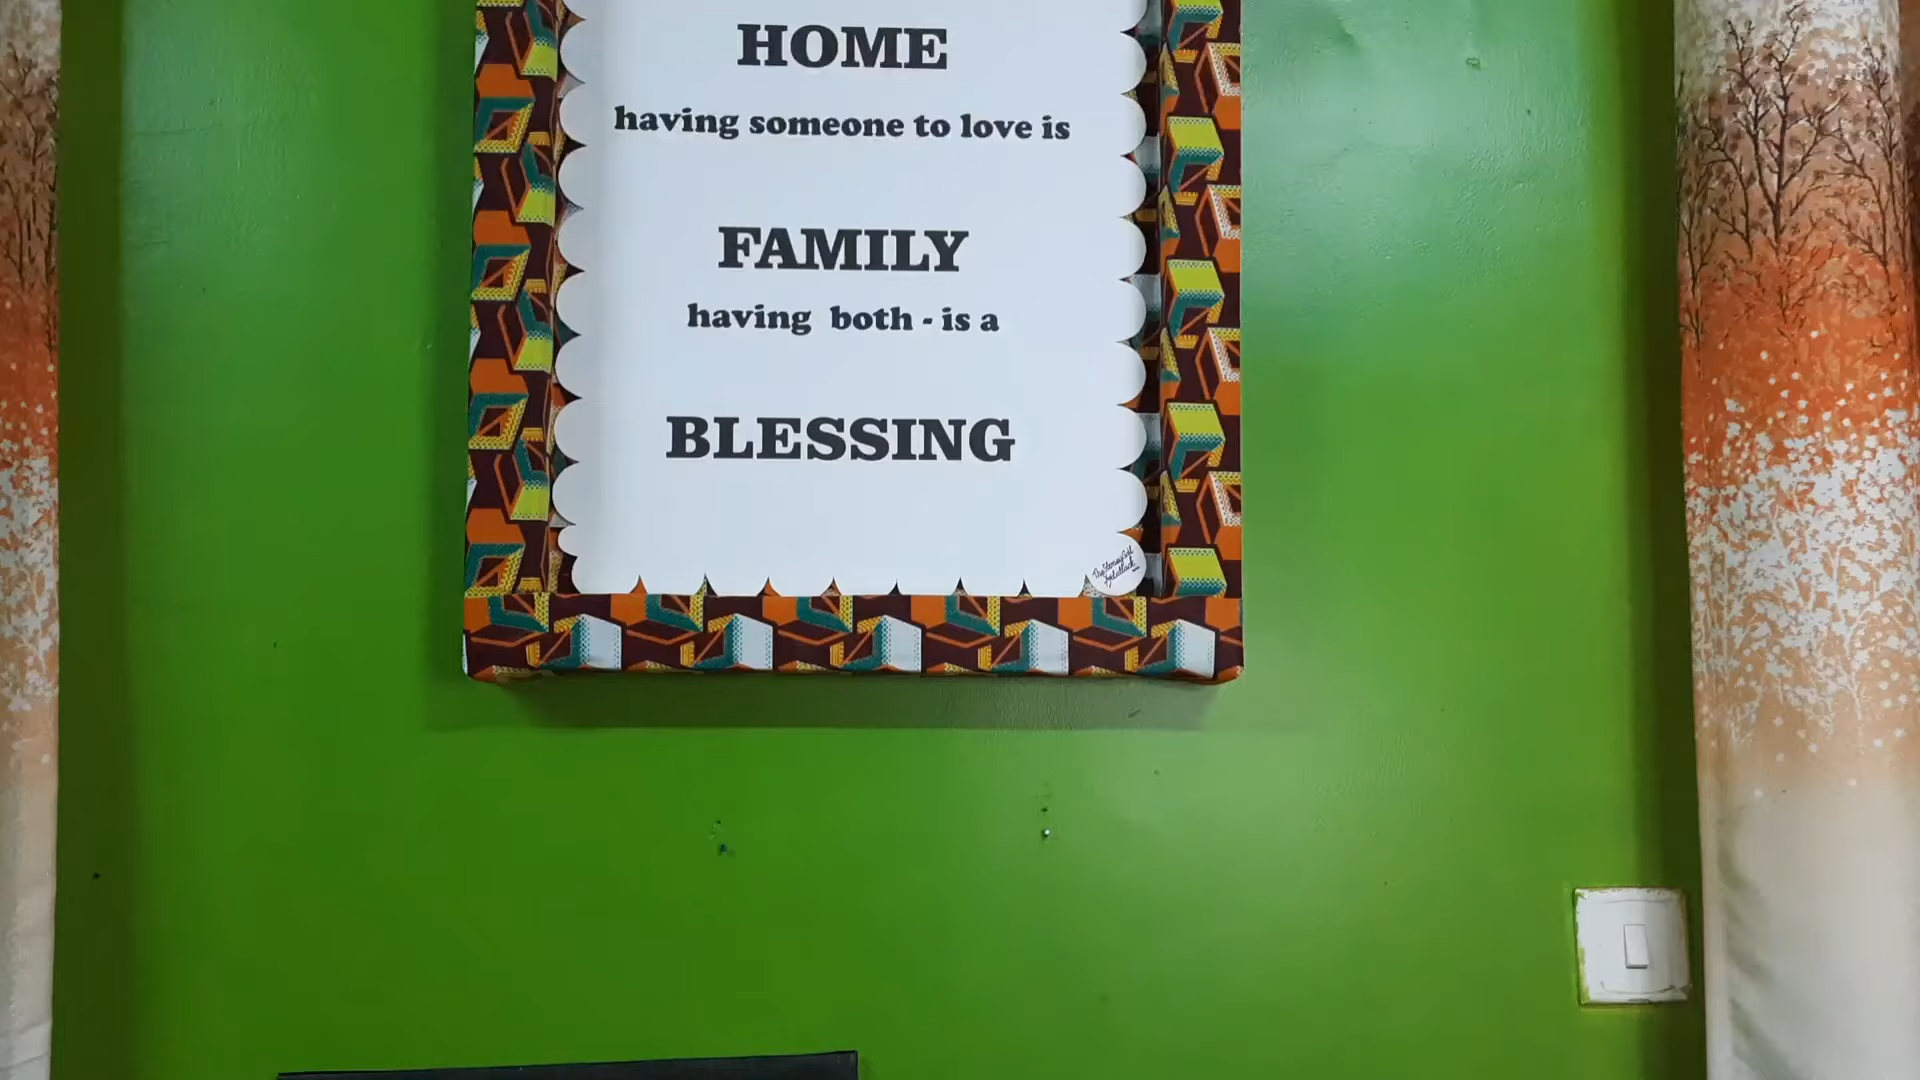 HOME
having someone to love is
FAMILY
having both - is a
BLESSING